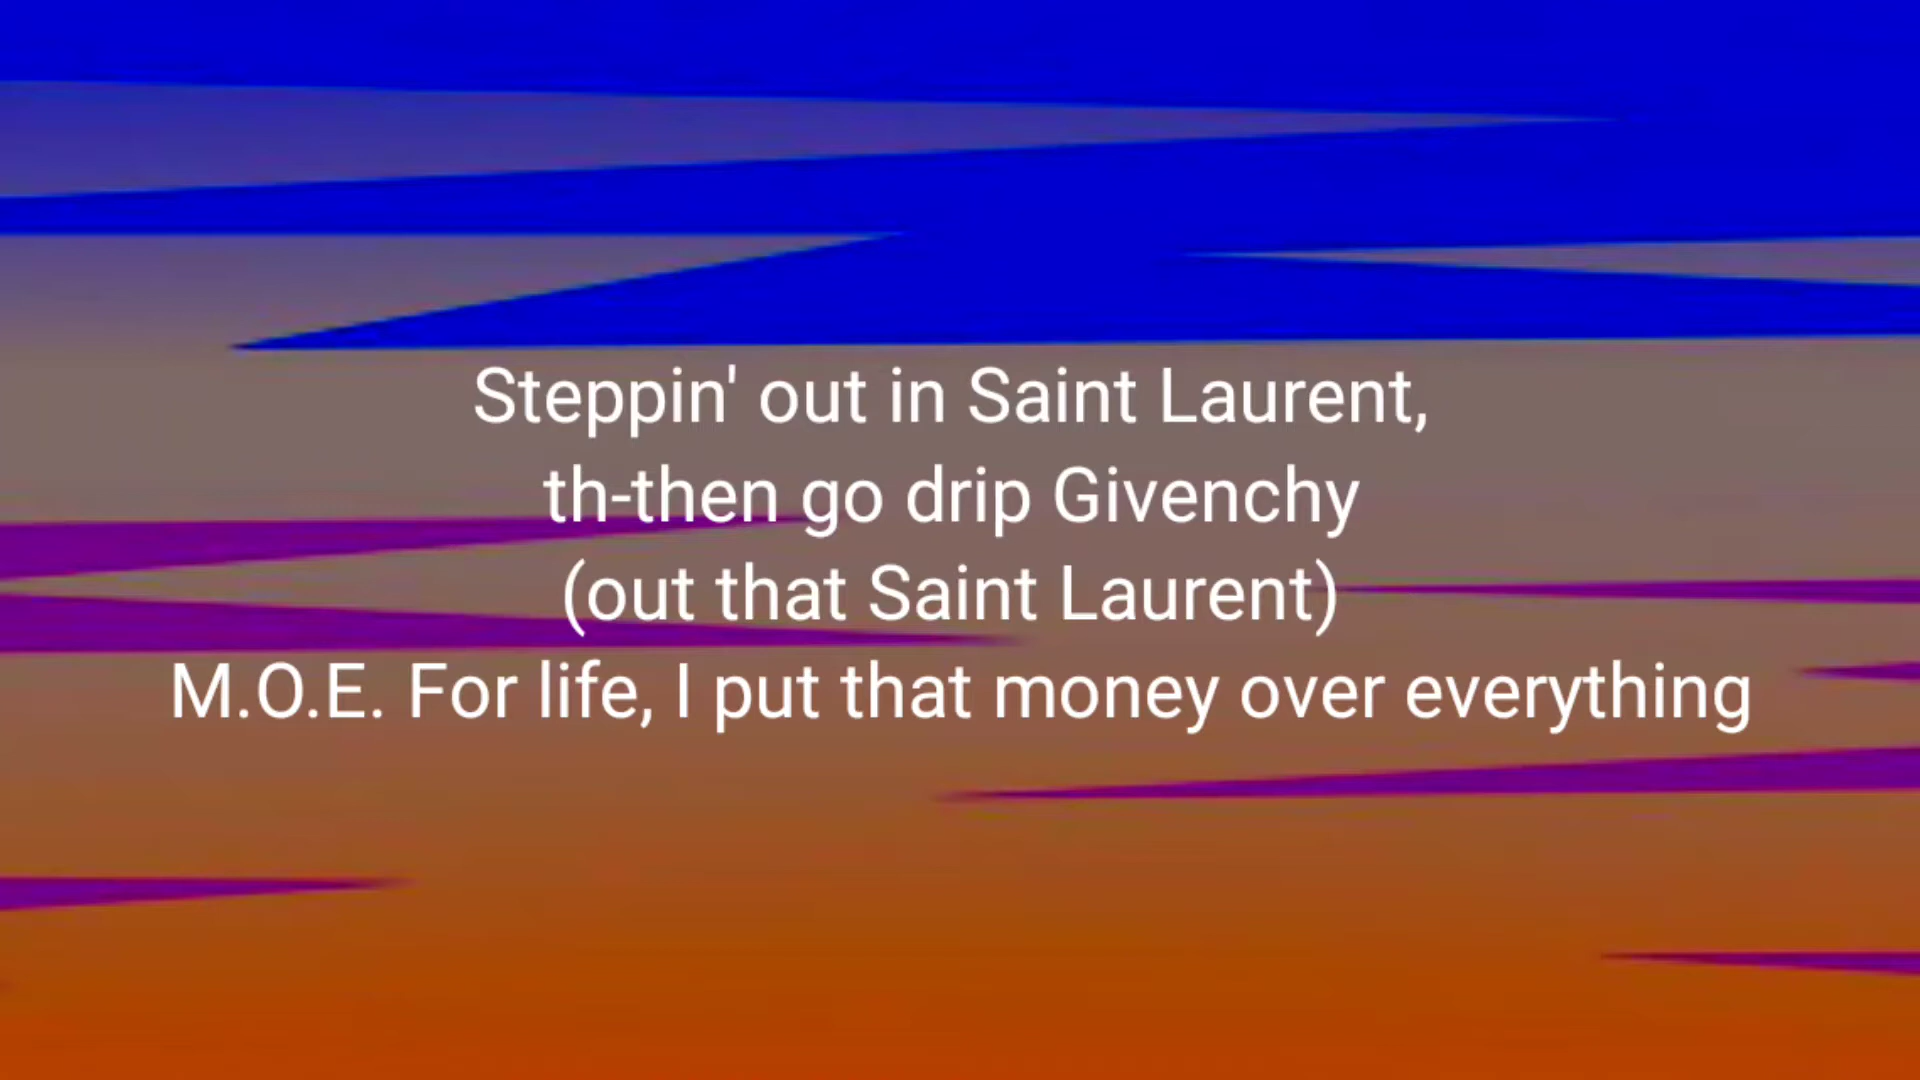 Steppin' out in Saint Laurent,
th-then go drip Givenchy
(out that Saint Laurent)
M.O.E. For life, I put that money over everything